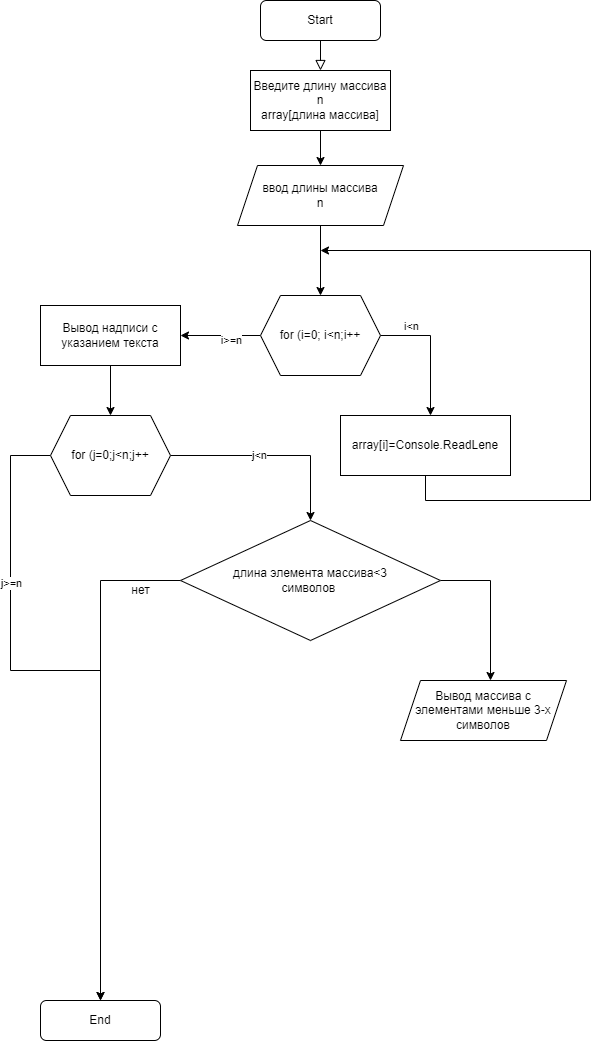 Start
Введите длину массива
n
array[длина массива]
ввод длины массива
n
for (i=0; i<n;i++
i<n
i>=n
Вывод надписи с
указанием текста
array[i]=Console.ReadLene
for (j=0;j<n;j++
j<n
j>=n
длина элемента массива<3
символов
нет
Вывод массива с
элементами меньше 3-х
символов
End